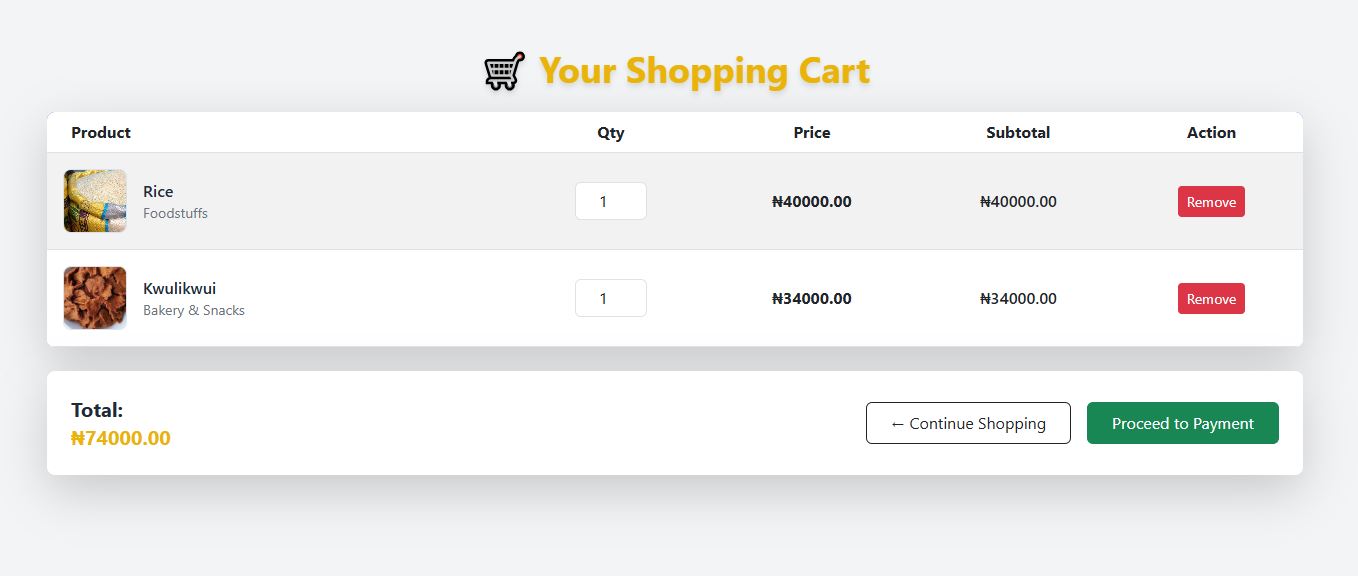 Your Shopping Cart
Product Qty Price Subtotal Action
Rice
Foodstuffs
1 ₦40000.00 ₦40000.00 Remove
Kwulikwui
Bakery & Snacks
1 ₦34000.00 ₦34000.00 Remove
Total:
₦74000.00
← Continue Shopping Proceed to Payment